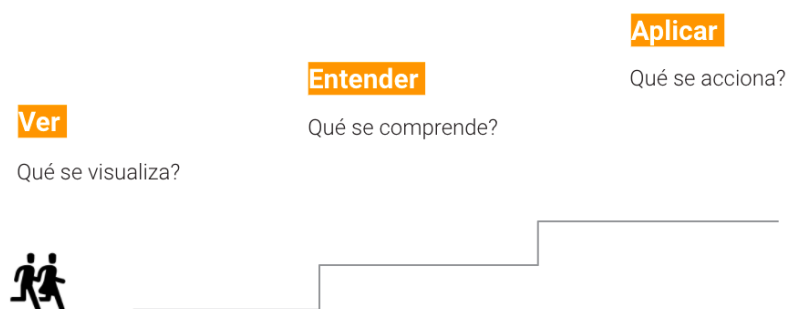 Ver
Qué se visualiza?
Entender
Qué se comprende?
Aplicar
Qué se acciona?